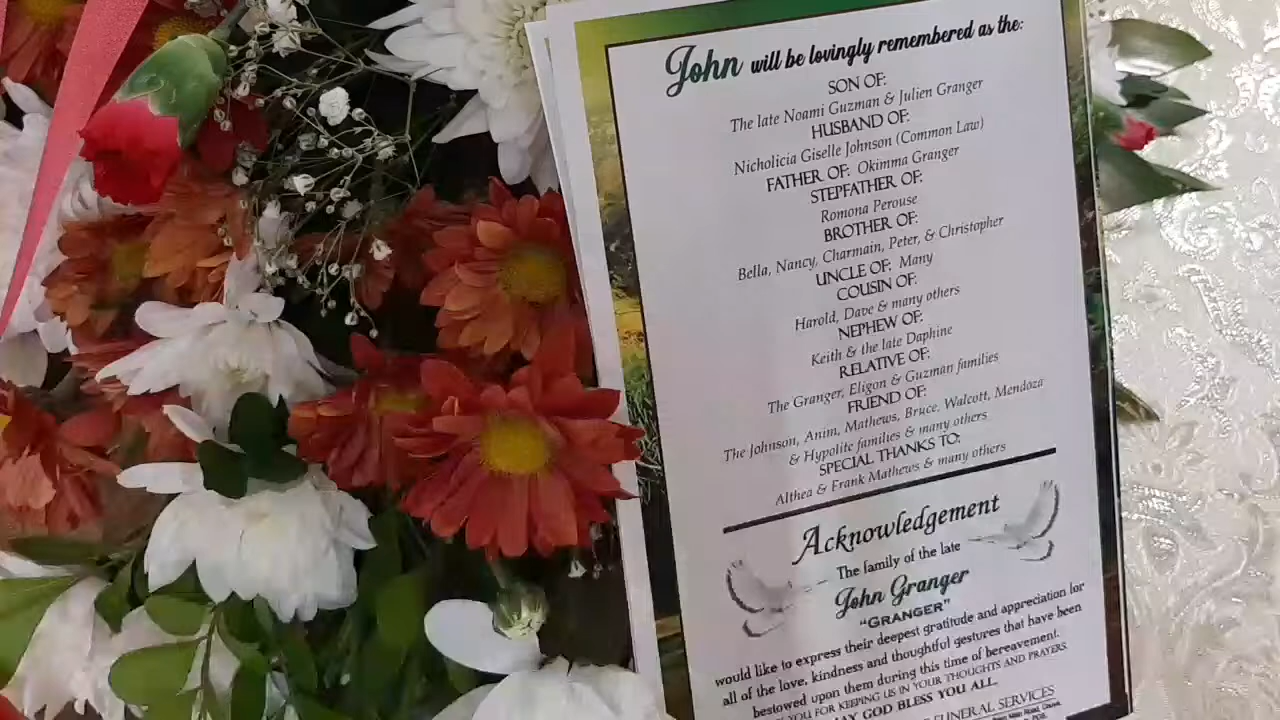 John will be lovingly remembered as the:
SON OF:
The late Noami Guzman & Julien Granger
HUSBAND OF:
Nicholicia Giselle Johnson (Common Law)
FATHER OF: Okimma Granger
STEPFATHER OF:
Romona Perouse
BROTHER OF:
Bella, Nancy, Charmain, Peter, & Christopher
UNCLE OF: Many
COUSIN OF:
Harold, Dave & many others
NEPHEW OF:
Keith & the late Daphine
RELATIVE OF:
The Granger, Eligon & Guzman families
FRIEND OF:
The Johnson, Anim, Mathews, Bruce, Walcott, Mendoza
& Hypolite families & many others
SPECIAL THANKS TO:
Althea & Frank Mathews & many others
Acknowledgement
The family of the late
John Granger
"GRANGER"
would like to express their deepest gratitude and appreciation for
all of the love, kindness and thoughtful gestures that have been
bestowed upon them during this time of bereavement.
YOU FOR KEEPING US IN YOUR THOUGHTS AND PRAYERS.
MAY GOD BLESS YOU ALL.
FUNERAL SERVICES